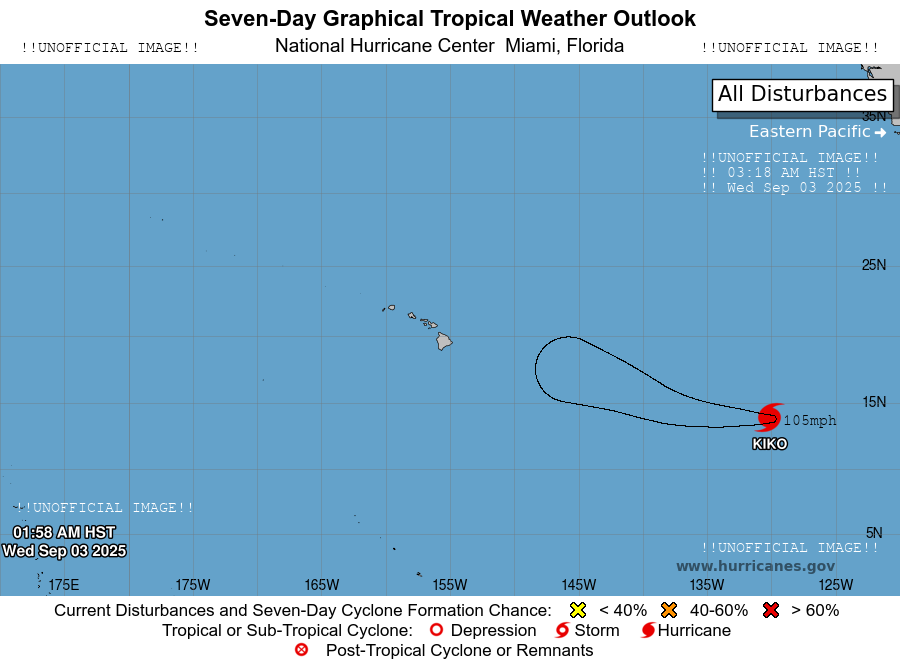 Seven-Day Graphical Tropical Weather Outlook
!!UNOFFICIAL IMAGE!! National Hurricane Center Miami, Florida !!UNOFFICIAL IMAGE!!
All Disturbances
35N
Eastern Pacific
!!UNOFFICIAL IMAGE!!
!! 03:18 AM HST !!
!! Wed Sep 03 2025 !!
25N
15N
105mph
KIKO
!!UNOFFICIAL IMAGE!!
01:58 AM HST
Wed Sep 03 2025
5N
!!UNOFFICIAL IMAGE!!
www.hurricanes.gov
175E 175W 165W 155W 145W 135W 125W
Current Disturbances and Seven-Day Cyclone Formation Chance: < 40% 40-60% > 60%
Tropical or Sub-Tropical Cyclone: Depression Storm Hurricane
Post-Tropical Cyclone or Remnants